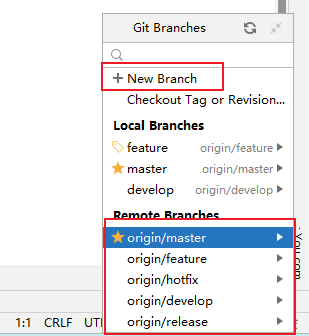 Git Branches
New Branch
Checkout Tag or Revision...
Local Branches
feature origin/feature
master origin/master
develop origin/develop
Remote Branches
origin/master
origin/feature
origin/hotfix
origin/develop
origin/release
1:1 CRLF